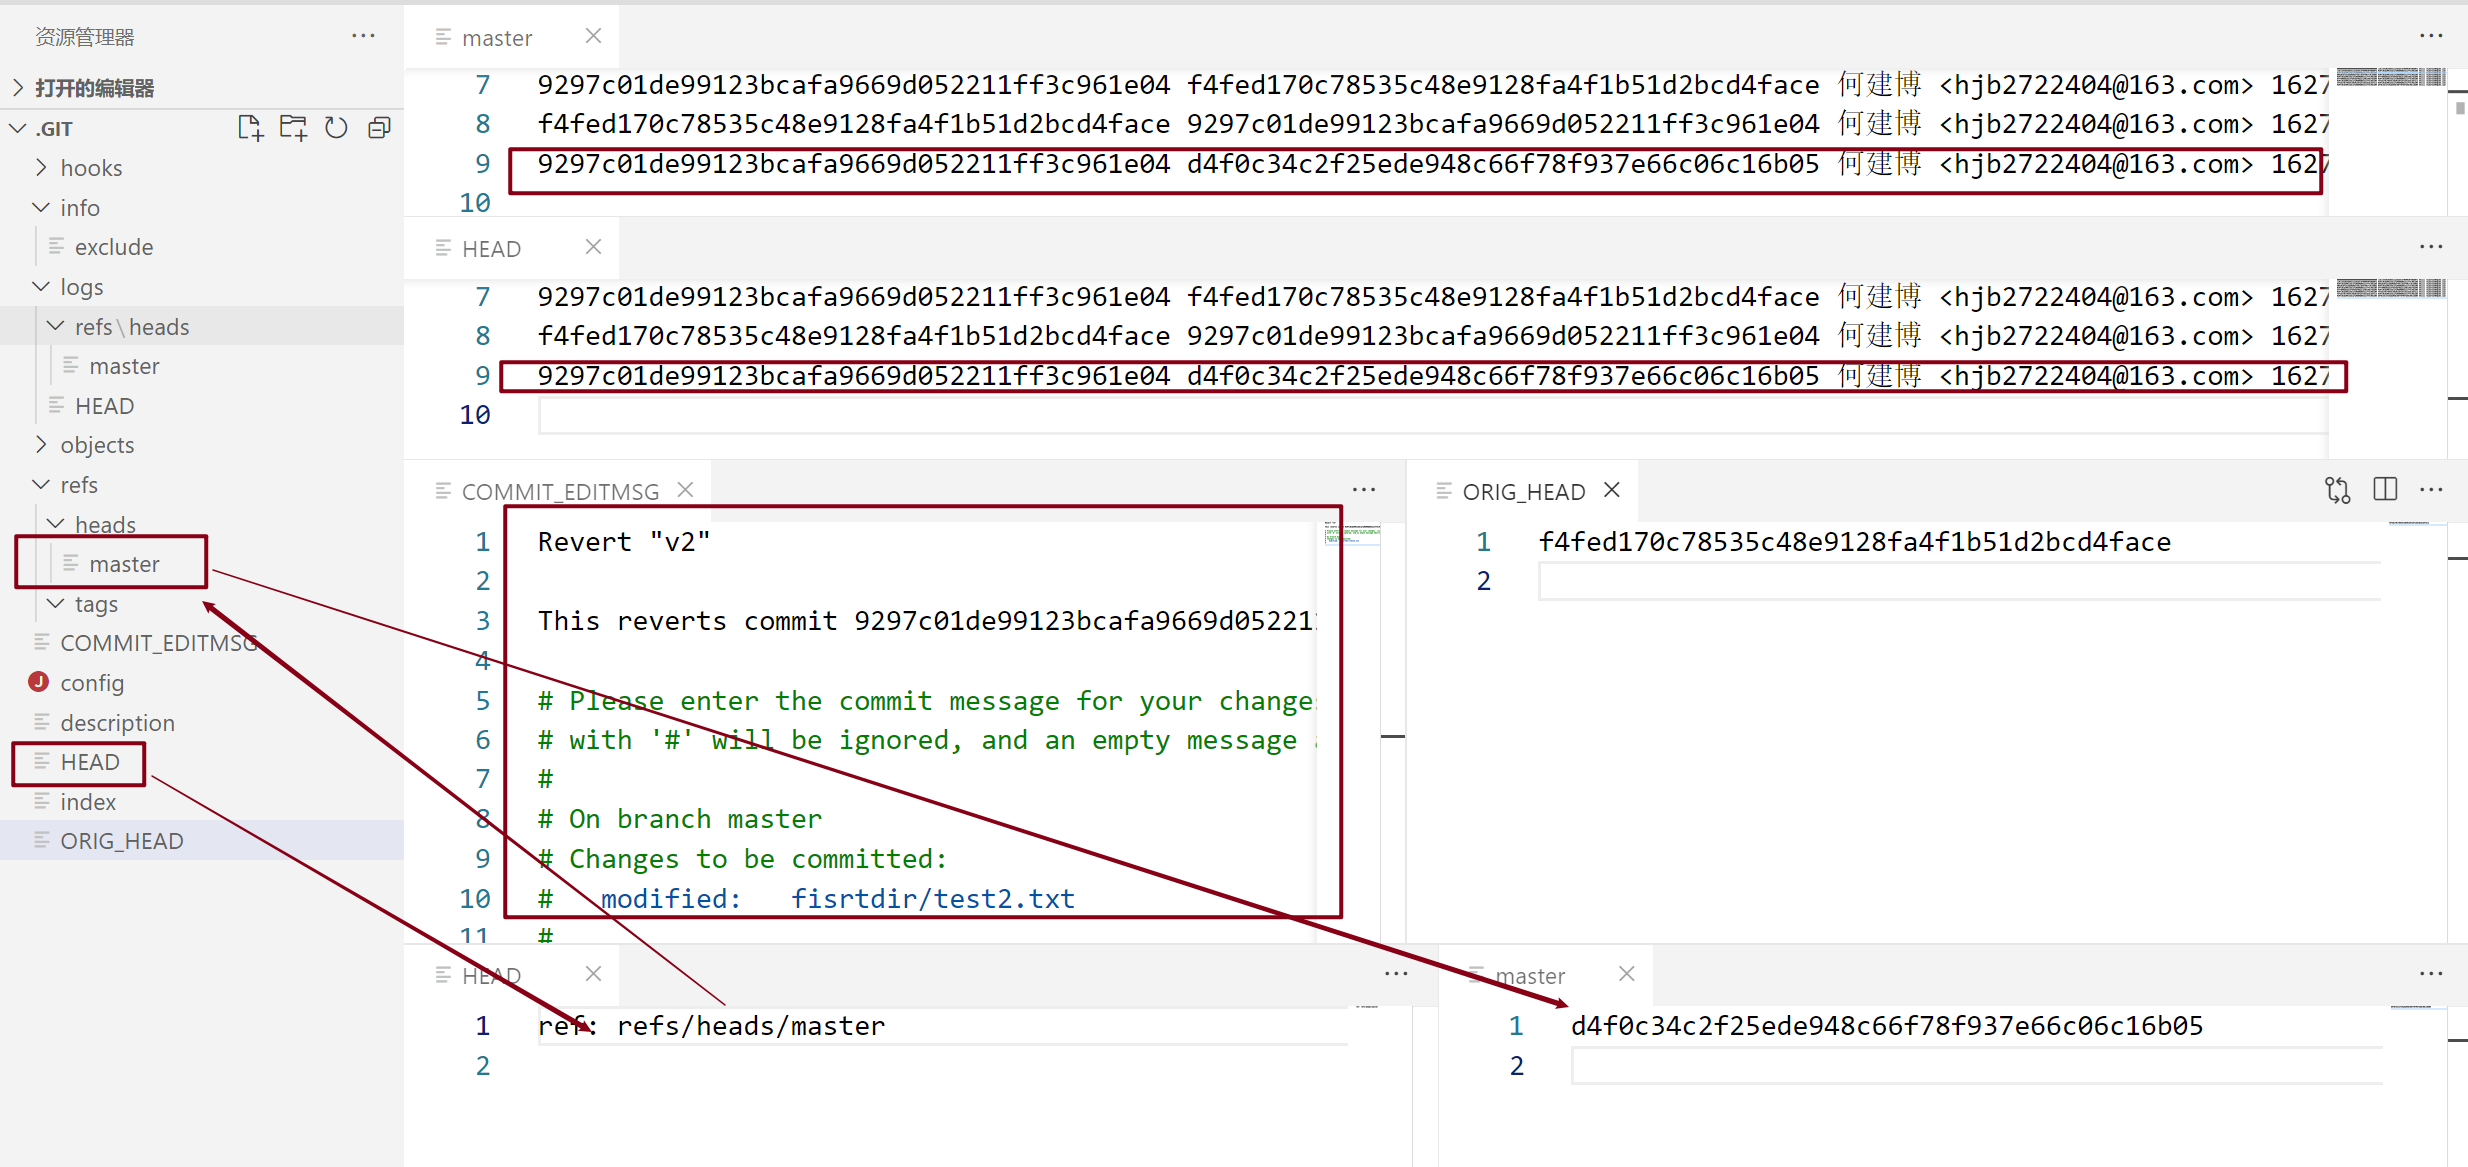 资源管理器
打开的编辑器
.GIT
hooks
info
exclude
logs
refs\heads
master
HEAD
objects
refs
heads
master
tags
COMMIT_EDITMSG
config
description
HEAD
index
ORIG_HEAD
master
7 9297c01de99123bcafa9669d052211ff3c961e04 f4fed170c78535c48e9128fa4f1b51d2bcd4face 何建博 <hjb2722404@163.com> 1627
8 f4fed170c78535c48e9128fa4f1b51d2bcd4face 9297c01de99123bcafa9669d052211ff3c961e04 何建博 <hjb2722404@163.com> 1627
9 9297c01de99123bcafa9669d052211ff3c961e04 d4f0c34c2f25ede948c66f78f937e66c06c16b05 何建博 <hjb2722404@163.com> 1627
10
HEAD
7 9297c01de99123bcafa9669d052211ff3c961e04 f4fed170c78535c48e9128fa4f1b51d2bcd4face 何建博 <hjb2722404@163.com> 1627
8 f4fed170c78535c48e9128fa4f1b51d2bcd4face 9297c01de99123bcafa9669d052211ff3c961e04 何建博 <hjb2722404@163.com> 1627
9 9297c01de99123bcafa9669d052211ff3c961e04 d4f0c34c2f25ede948c66f78f937e66c06c16b05 何建博 <hjb2722404@163.com> 1627
10
COMMIT_EDITMSG
1 Revert "v2"
2
3 This reverts commit 9297c01de99123bcafa9669d05221
4
5 # Please enter the commit message for your change
6 # with '#' will be ignored, and an empty message
7 #
8 # On branch master
9 # Changes to be committed:
10 # modified: fisrtdir/test2.txt
11 #
ORIG_HEAD
1 f4fed170c78535c48e9128fa4f1b51d2bcd4face
2
HEAD
1 ref: refs/heads/master
2
master
1 d4f0c34c2f25ede948c66f78f937e66c06c16b05
2